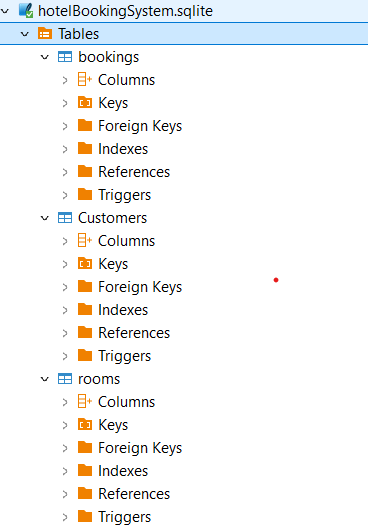 hotelBookingSystem.sqlite
Tables
bookings
Columns
Keys
Foreign Keys
Indexes
References
Triggers
Customers
Columns
Keys
Foreign Keys
Indexes
References
Triggers
rooms
Columns
Keys
Foreign Keys
Indexes
References
Triggers